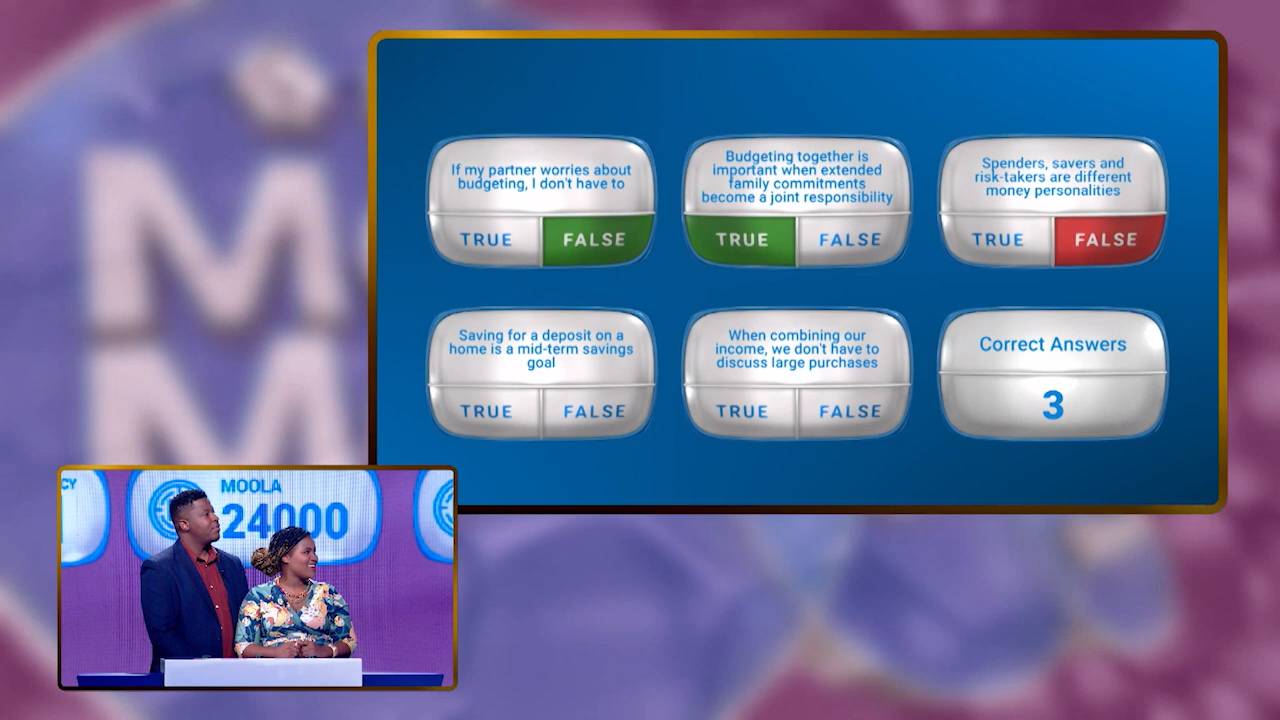 If my partner worries about
budgeting, I don't have to
TRUE FALSE
Budgeting together is
important when extended
family commitments
become a joint responsibility
TRUE FALSE
Spenders, savers and
risk-takers are different
money personalities
TRUE FALSE
Saving for a deposit on a
home is a mid-term savings
goal
TRUE FALSE
When combining our
income, we don't have to
discuss large purchases
TRUE FALSE
Correct Answers
3
CY
MOOLA
24000